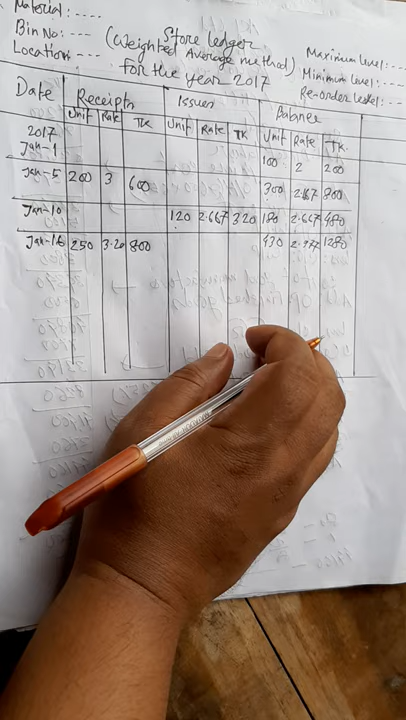 Material: ----
Bin No: ---
Location: ---
Store ledger
(Weighted Average method)
for the year 2017
Maximum level: --
Minimum level: --
Re-order level: --
Date Receipts Issues Balance
Unit Rate Tk Unit Rate TK Unit Rate Tk.
2017
Jan-1 100 2 200
Jan-5 200 3 600 300 2.667 800
Jan-10 120 2.667 320 180 2.667 480
Jan-16 250 3.20 800 430 1280